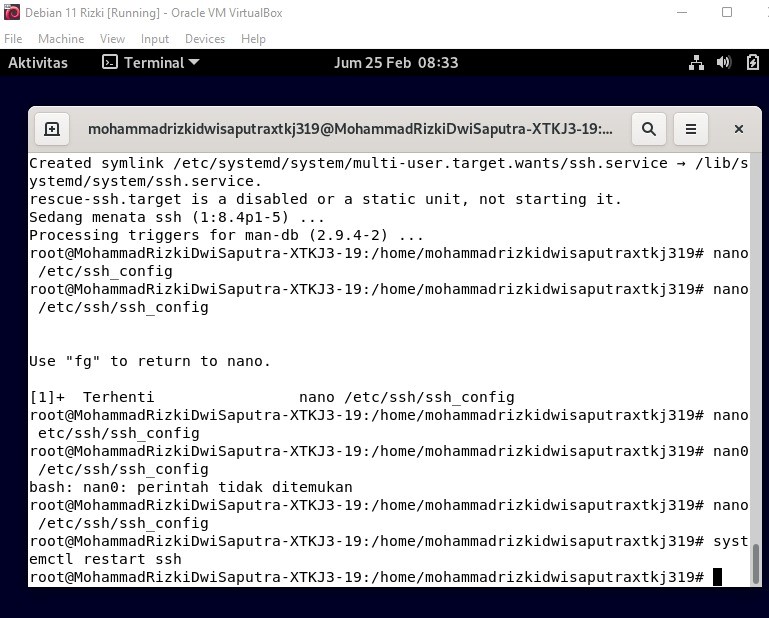 Debian 11 Rizki [Running] - Oracle VM VirtualBox
File Machine View Input Devices Help
Aktivitas Terminal Jum 25 Feb 08:33
mohammadrizkidwisaputraxtkj319@MohammadRizkiDwiSaputra-XTKJ3-19:...
Created symlink /etc/systemd/system/multi-user.target.wants/ssh.service → /lib/s
ystemd/system/ssh.service.
rescue-ssh.target is a disabled or a static unit, not starting it.
Sedang menata ssh (1:8.4p1-5) ...
Processing triggers for man-db (2.9.4-2) ...
root@MohammadRizkiDwiSaputra-XTKJ3-19:/home/mohammadrizkidwisaputraxtkj319# nano
 /etc/ssh_config
root@MohammadRizkiDwiSaputra-XTKJ3-19:/home/mohammadrizkidwisaputraxtkj319# nano
 /etc/ssh/ssh_config
Use "fg" to return to nano.
[1]+  Terhenti                nano /etc/ssh/ssh_config
root@MohammadRizkiDwiSaputra-XTKJ3-19:/home/mohammadrizkidwisaputraxtkj319# nano
 etc/ssh/ssh_config
root@MohammadRizkiDwiSaputra-XTKJ3-19:/home/mohammadrizkidwisaputraxtkj319# nan0
 /etc/ssh/ssh_config
bash: nan0: perintah tidak ditemukan
root@MohammadRizkiDwiSaputra-XTKJ3-19:/home/mohammadrizkidwisaputraxtkj319# nano
 /etc/ssh/ssh_config
root@MohammadRizkiDwiSaputra-XTKJ3-19:/home/mohammadrizkidwisaputraxtkj319# syst
emctl restart ssh
root@MohammadRizkiDwiSaputra-XTKJ3-19:/home/mohammadrizkidwisaputraxtkj319#